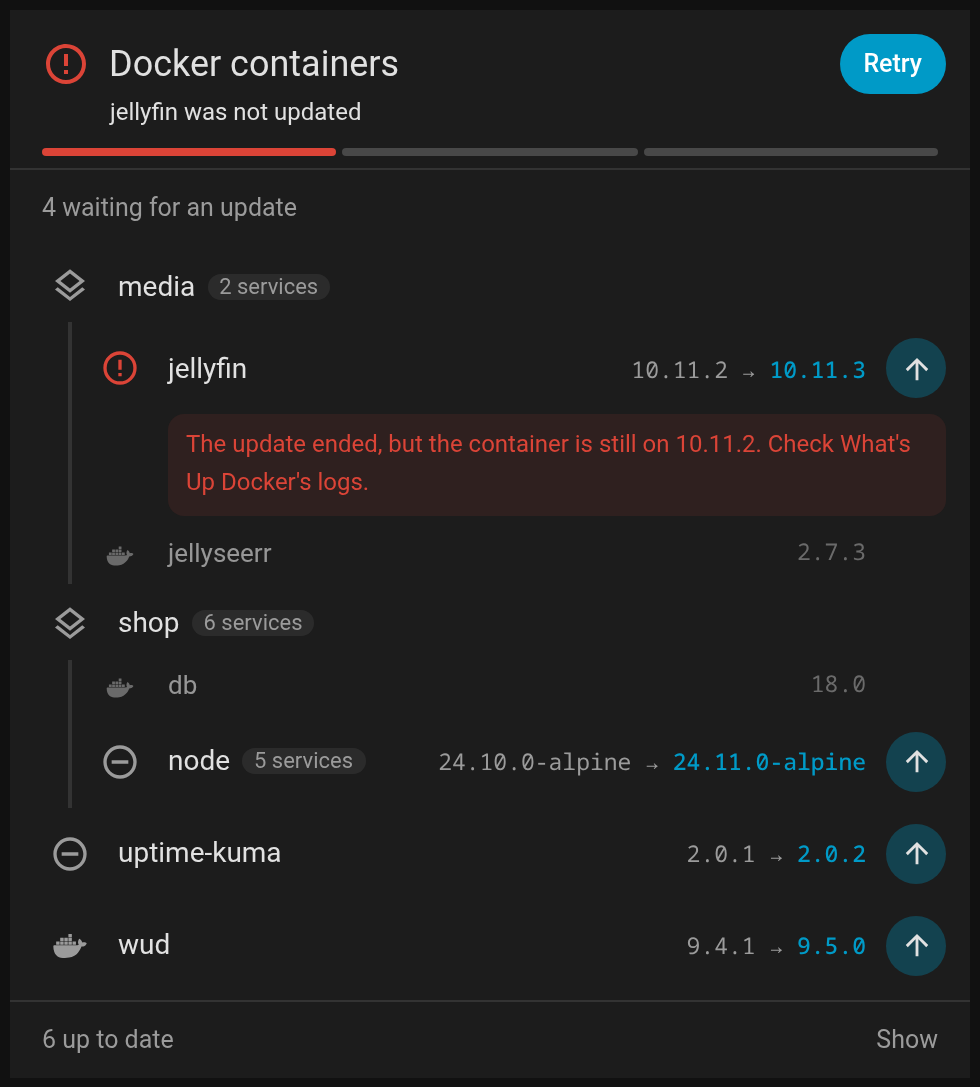 Docker containers
Retry
jellyfin was not updated
4 waiting for an update
media 2 services
jellyfin 10.11.2 → 10.11.3
The update ended, but the container is still on 10.11.2. Check What's
Up Docker's logs.
jellyseerr 2.7.3
shop 6 services
db 18.0
node 5 services 24.10.0-alpine → 24.11.0-alpine
uptime-kuma 2.0.1 → 2.0.2
wud 9.4.1 → 9.5.0
6 up to date Show